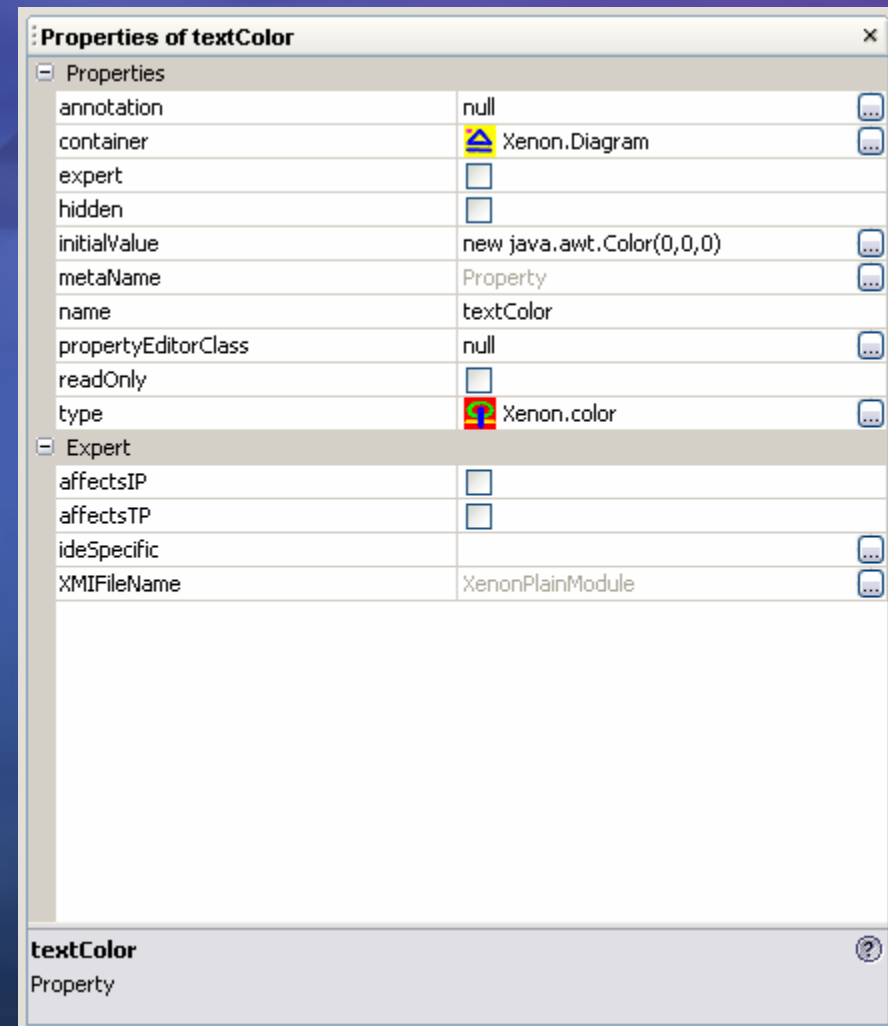 Properties of textColor
Properties
annotation null ...
container Xenon.Diagram ...
expert
hidden
initialValue new java.awt.Color(0,0,0) ...
metaName Property ...
name textColor
propertyEditorClass null ...
readOnly
type Xenon.color ...
Expert
affectsIP
affectsTP
ideSpecific ...
XMIFileName XenonPlainModule ...
textColor ?
Property